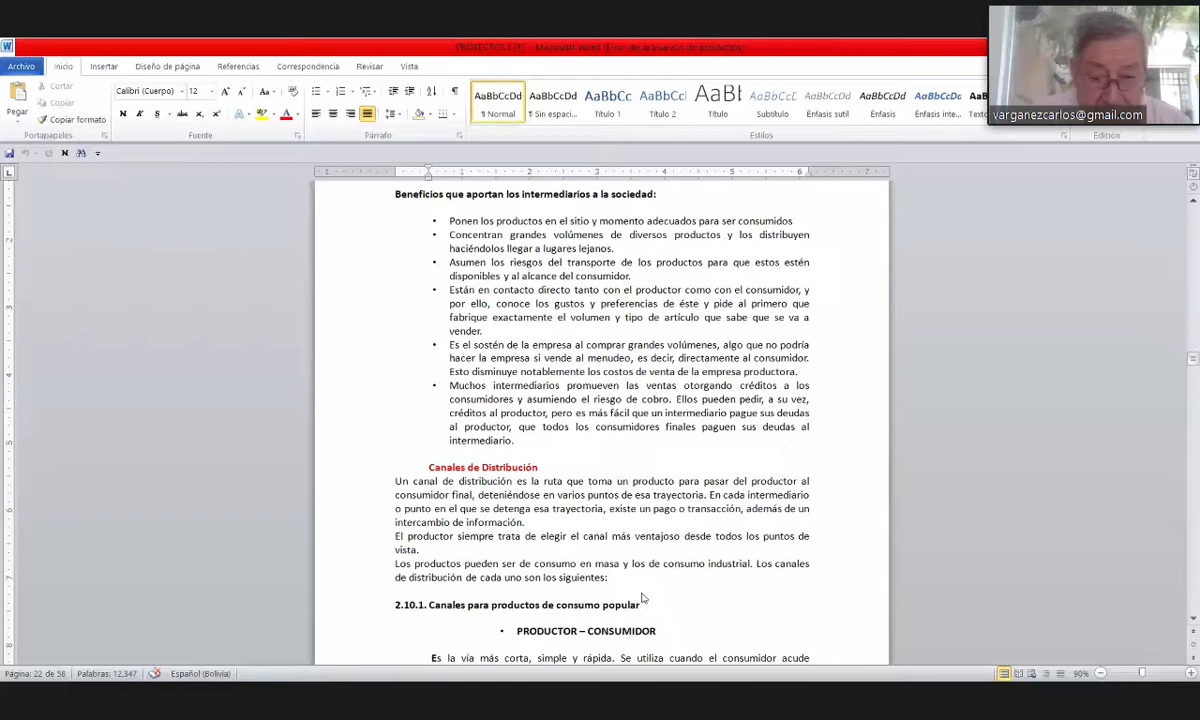 PROYECTOS I (1) - Microsoft Word (Error de activación de productos)
Archivo Inicio Insertar Diseño de página Referencias Correspondencia Revisar Vista
varganezcarlos@gmail.com
Pegar
Cortar
Copiar
Copiar formato
Portapapeles
Calibri (Cuerpo) 12
Fuente
Párrafo
AaBbCcDd AaBbCcDd AaBbCc AaBbCc AaBb AaBbCcDd AaBbCcDd AaBbCcDd AaBbCcDd
¶ Normal ¶ Sin espaci... Título 1 Título 2 Título Subtítulo Énfasis sutil Énfasis Énfasis inte...
Estilos
Edición
Beneficios que aportan los intermediarios a la sociedad:
• Ponen los productos en el sitio y momento adecuados para ser consumidos
• Concentran grandes volúmenes de diversos productos y los distribuyen
haciéndolos llegar a lugares lejanos.
• Asumen los riesgos del transporte de los productos para que estos estén
disponibles y al alcance del consumidor.
• Están en contacto directo tanto con el productor como con el consumidor, y
por ello, conoce los gustos y preferencias de éste y pide al primero que
fabrique exactamente el volumen y tipo de artículo que sabe que se va a
vender.
• Es el sostén de la empresa al comprar grandes volúmenes, algo que no podría
hacer la empresa si vende al menudeo, es decir, directamente al consumidor.
Esto disminuye notablemente los costos de venta de la empresa productora.
• Muchos intermediarios promueven las ventas otorgando créditos a los
consumidores y asumiendo el riesgo de cobro. Ellos pueden pedir, a su vez,
créditos al productor, pero es más fácil que un intermediario pague sus deudas
al productor, que todos los consumidores finales paguen sus deudas al
intermediario.
Canales de Distribución
Un canal de distribución es la ruta que toma un producto para pasar del productor al
consumidor final, deteniéndose en varios puntos de esa trayectoria. En cada intermediario
o punto en el que se detenga esa trayectoria, existe un pago o transacción, además de un
intercambio de información.
El productor siempre trata de elegir el canal más ventajoso desde todos los puntos de
vista.
Los productos pueden ser de consumo en masa y los de consumo industrial. Los canales
de distribución de cada uno son los siguientes:
2.10.1. Canales para productos de consumo popular
• PRODUCTOR – CONSUMIDOR
Es la vía más corta, simple y rápida. Se utiliza cuando el consumidor acude
Página: 22 de 58 Palabras: 12,347 Español (Bolivia) 90%